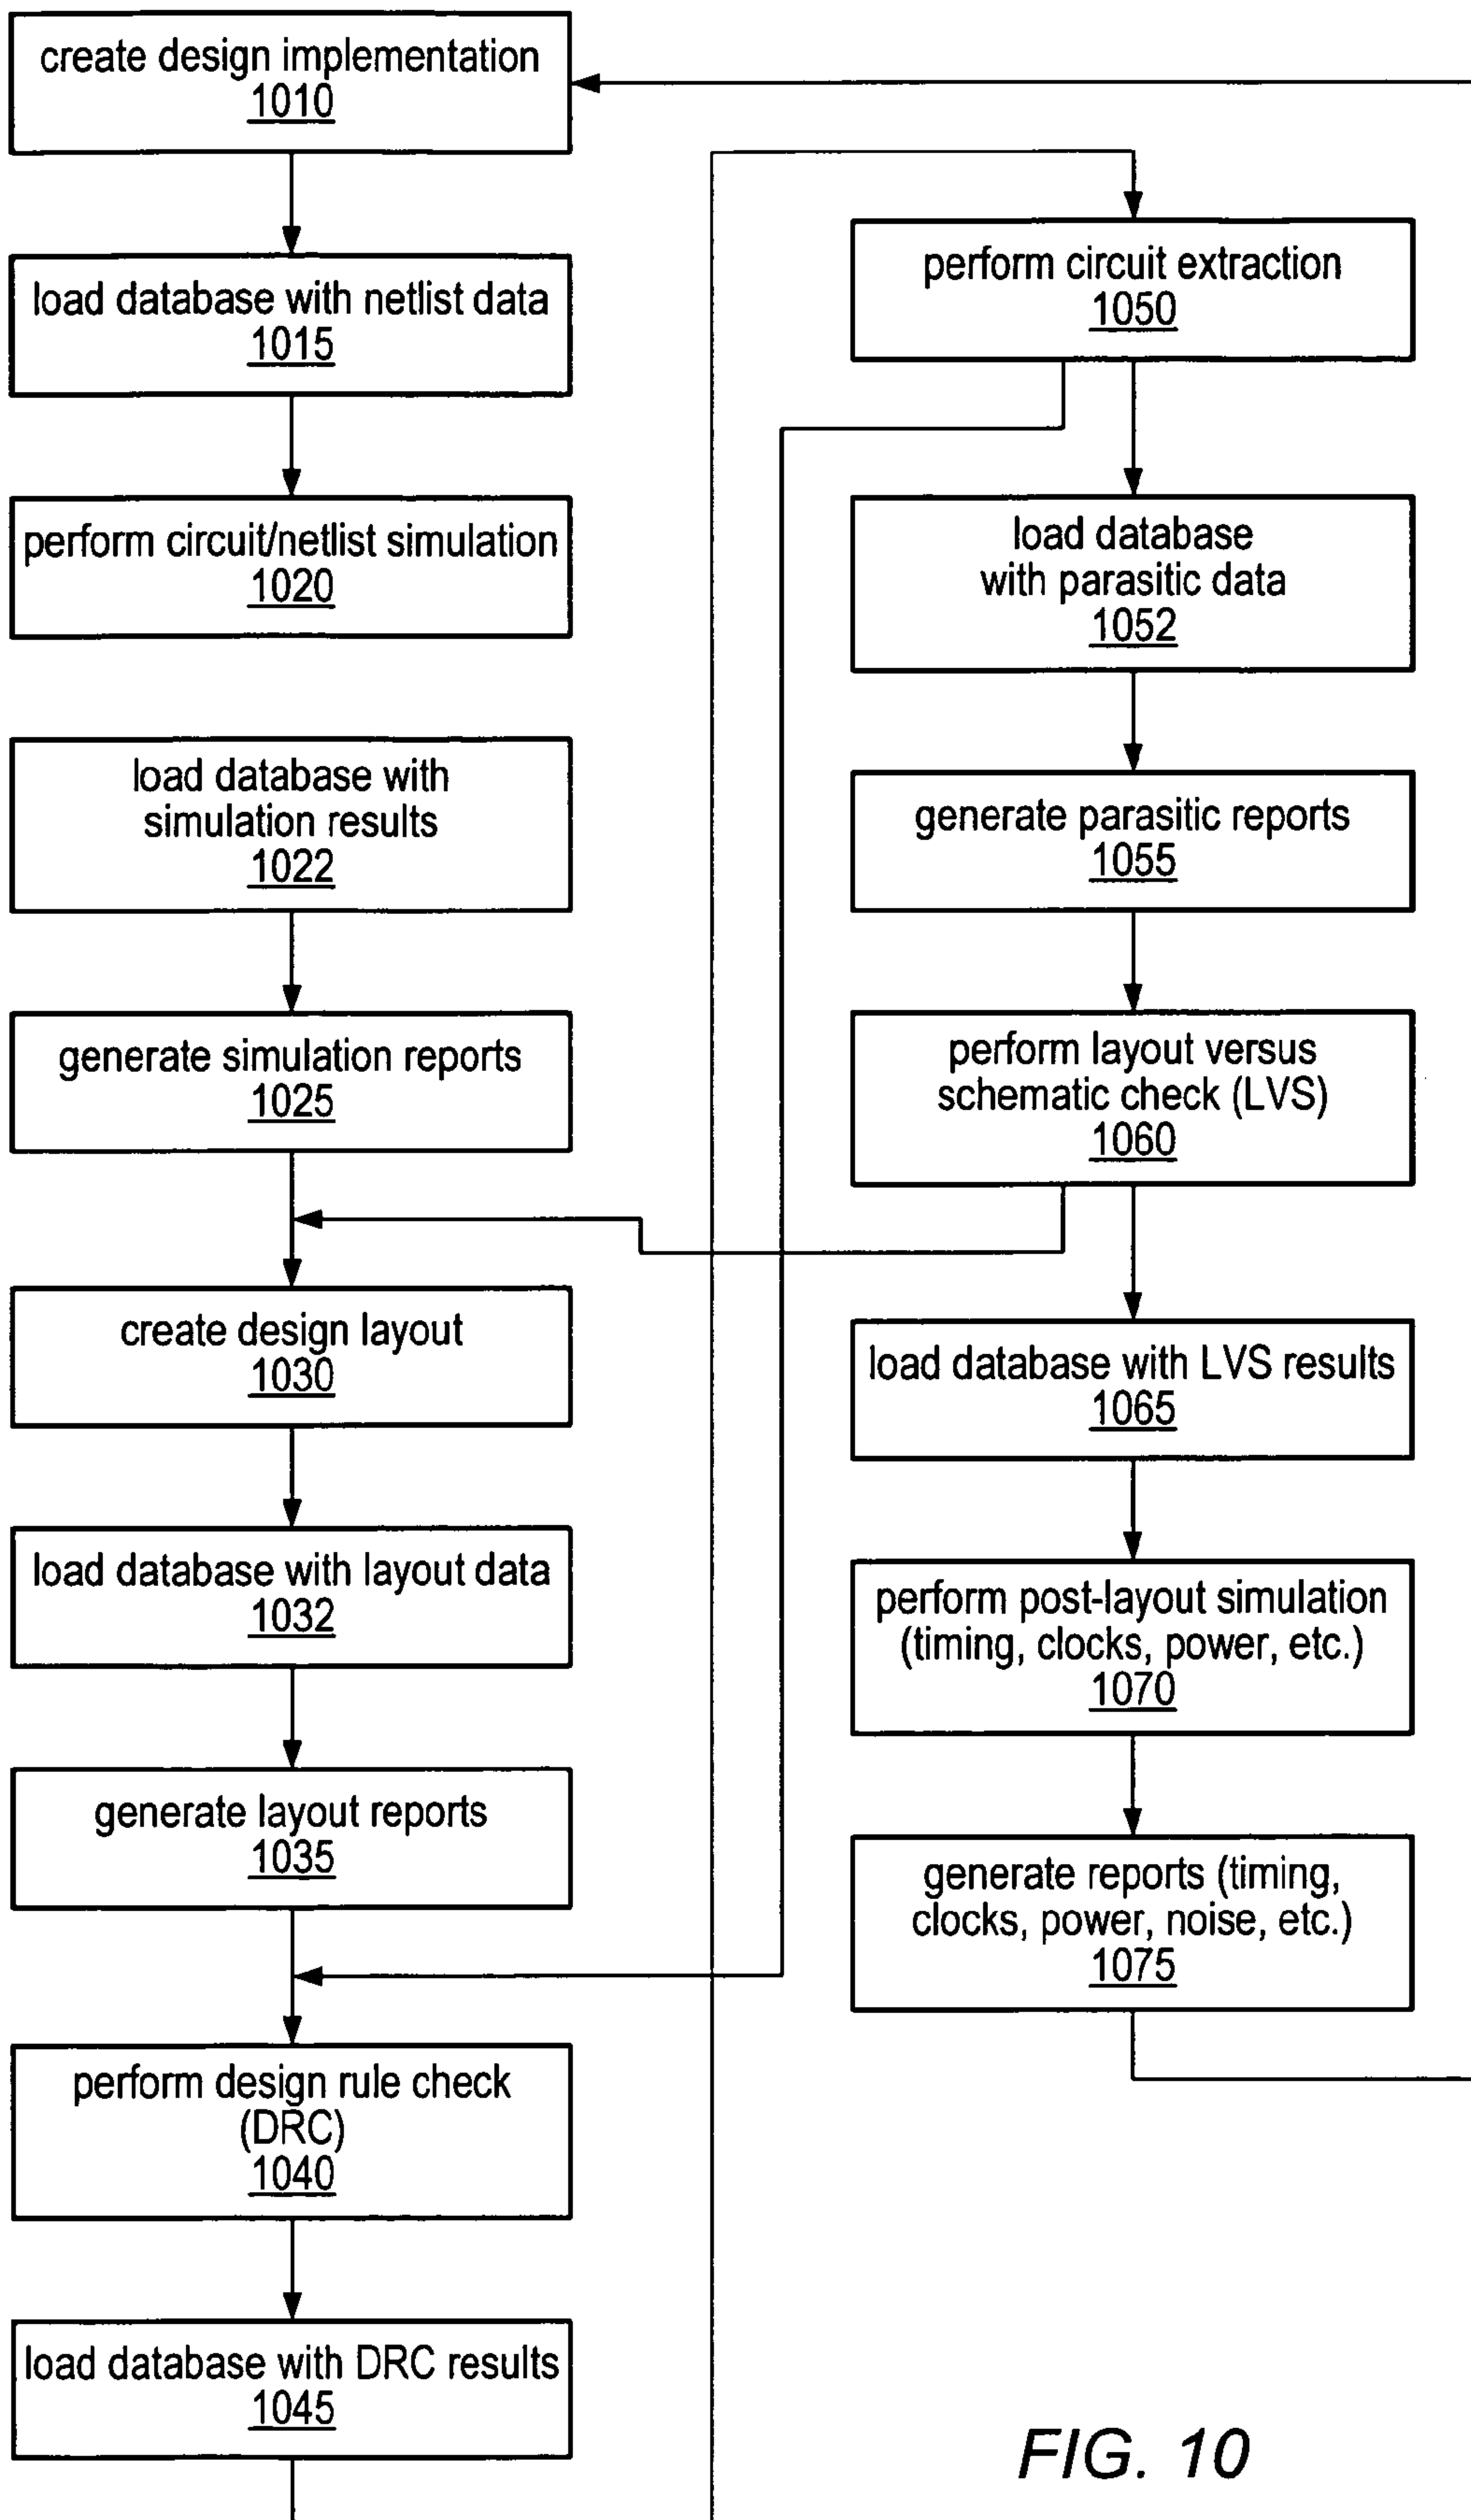 create design implementation
1010
load database with netlist data
1015
perform circuit/netlist simulation
1020
load database with
simulation results
1022
generate simulation reports
1025
create design layout
1030
load database with layout data
1032
generate layout reports
1035
perform design rule check
(DRC)
1040
load database with DRC results
1045
perform circuit extraction
1050
load database
with parasitic data
1052
generate parasitic reports
1055
perform layout versus
schematic check (LVS)
1060
load database with LVS results
1065
perform post-layout simulation
(timing, clocks, power, etc.)
1070
generate reports (timing,
clocks, power, noise, etc.)
1075
FIG. 10